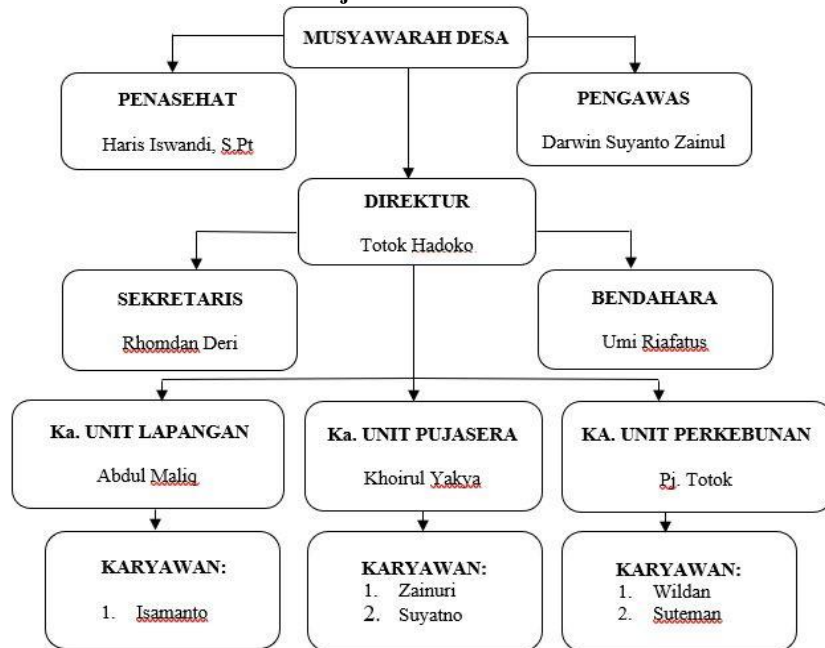 MUSYAWARAH DESA
PENASEHAT
Haris Iswandi, S.Pt
PENGAWAS
Darwin Suyanto Zainul
DIREKTUR
Totok Hadoko
SEKRETARIS
Rhomdan Deri
BENDAHARA
Umi Riafatus
Ka. UNIT LAPANGAN
Abdul Maliq
Ka. UNIT PUJASERA
Khoirul Yakya
KA. UNIT PERKEBUNAN
Pj. Totok
KARYAWAN:
1. Isamanto
KARYAWAN:
1. Zainuri
2. Suyatno
KARYAWAN:
1. Wildan
2. Suteman